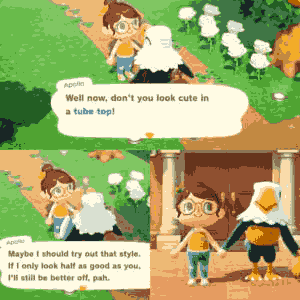 Apollo
Well now, don't you look cute in
a tube top!
Apollo
Maybe I should try out that style.
If I only look half as good as you,
I'll still be better off, pah.